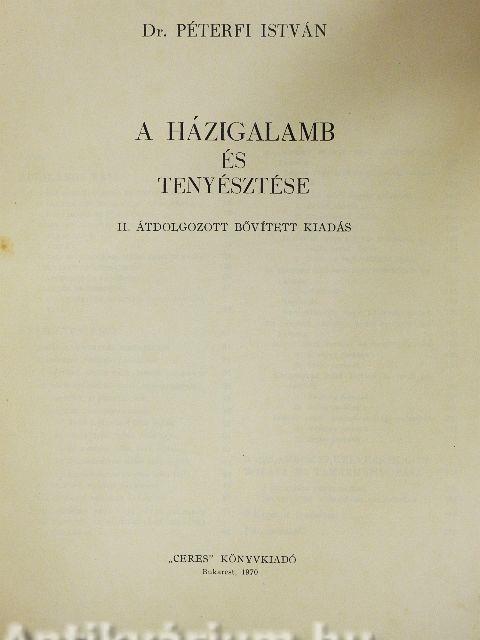 Dr. PÉTERFI ISTVÁN
A HÁZIGALAMB
ÉS
TENYÉSZTÉSE
II. ÁTDOLGOZOTT BŐVÍTETT KIADÁS
„CERES” KÖNYVKIADÓ
Bukarest, 1970
Antikvárium.hu